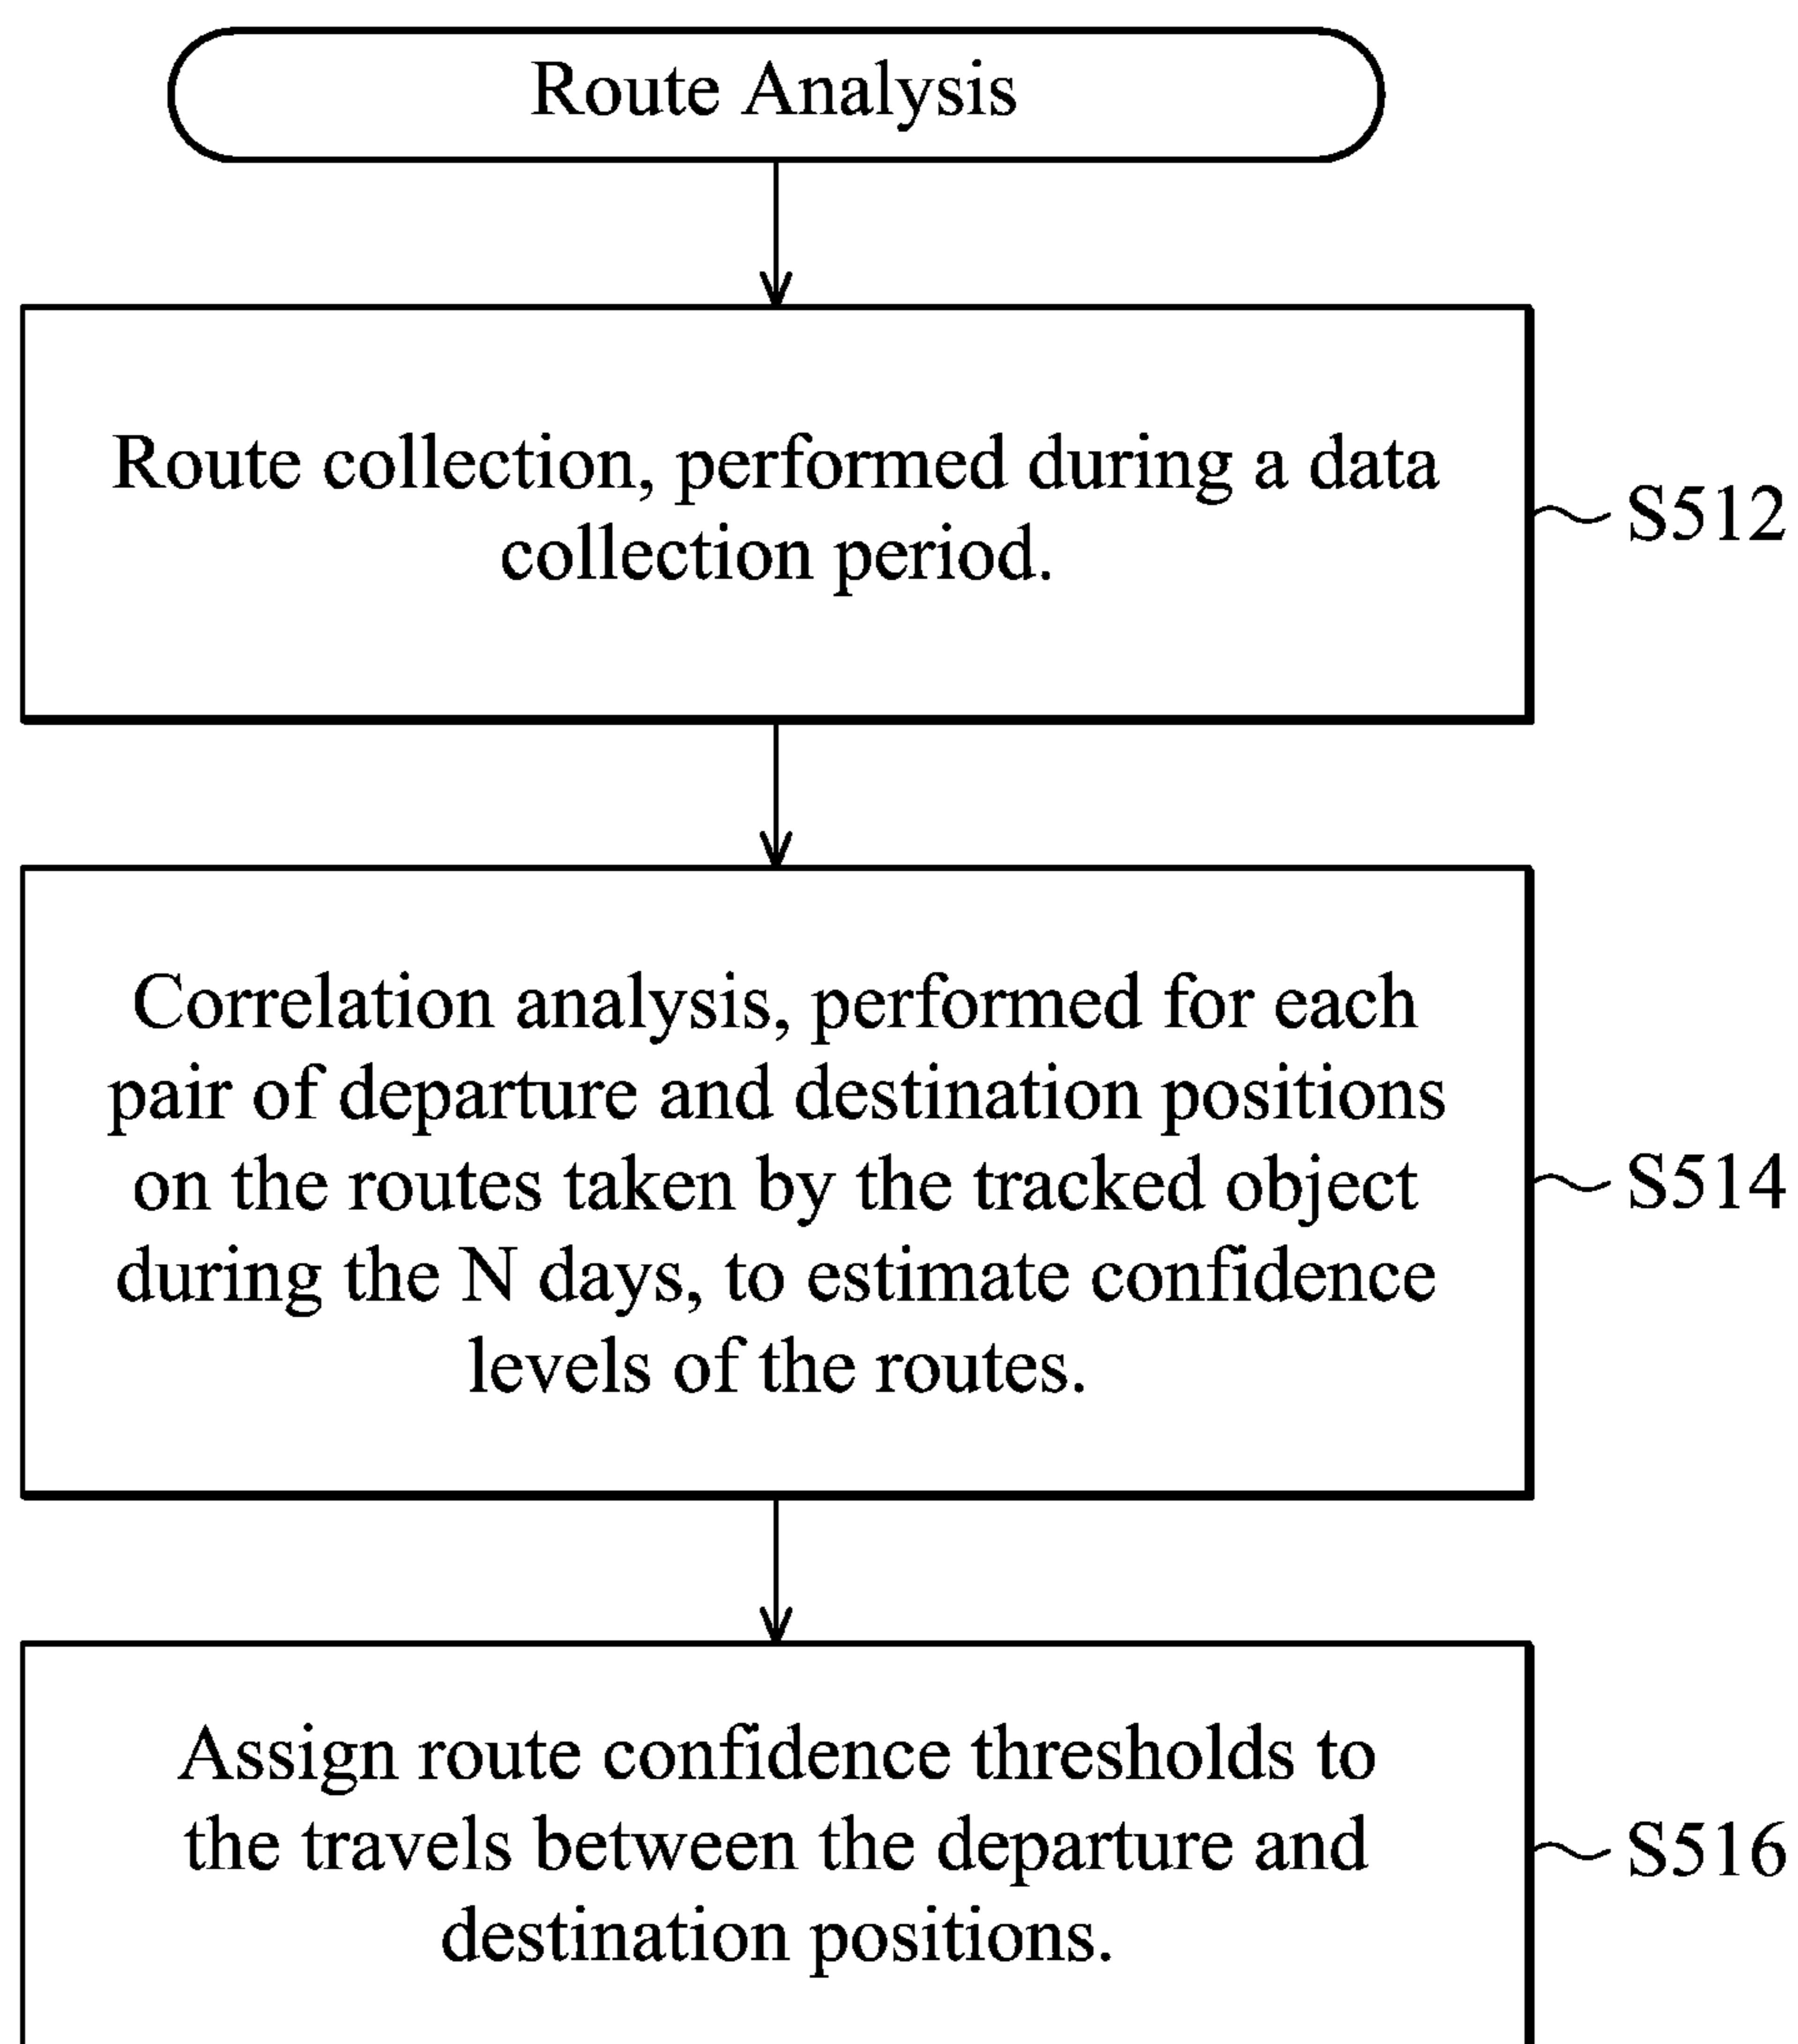 Route Analysis
Route collection, performed during a data
collection period.
S512
Correlation analysis, performed for each
pair of departure and destination positions
on the routes taken by the tracked object
during the N days, to estimate confidence
levels of the routes.
S514
Assign route confidence thresholds to
the travels between the departure and
destination positions.
S516